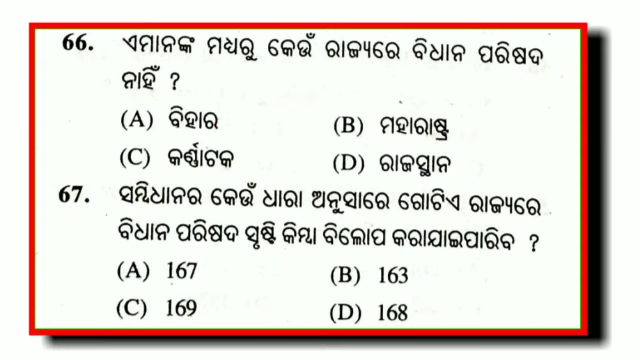 66. ଏମାନଙ୍କ ମଧ୍ୟରୁ କେଉଁ ରାଜ୍ୟରେ ବିଧାନ ପରିଷଦ
ନାହିଁ ?
(A) ବିହାର (B) ମହାରାଷ୍ଟ୍ର
(C) କର୍ଣ୍ଣାଟକ (D) ରାଜସ୍ଥାନ
67. ସମ୍ବିଧାନର କେଉଁ ଧାରା ଅନୁସାରେ ଗୋଟିଏ ରାଜ୍ୟରେ
ବିଧାନ ପରିଷଦ ସୃଷ୍ଟି କିମ୍ବା ବିଲୋପ କରାଯାଇପାରିବ ?
(A) 167 (B) 163
(C) 169 (D) 168